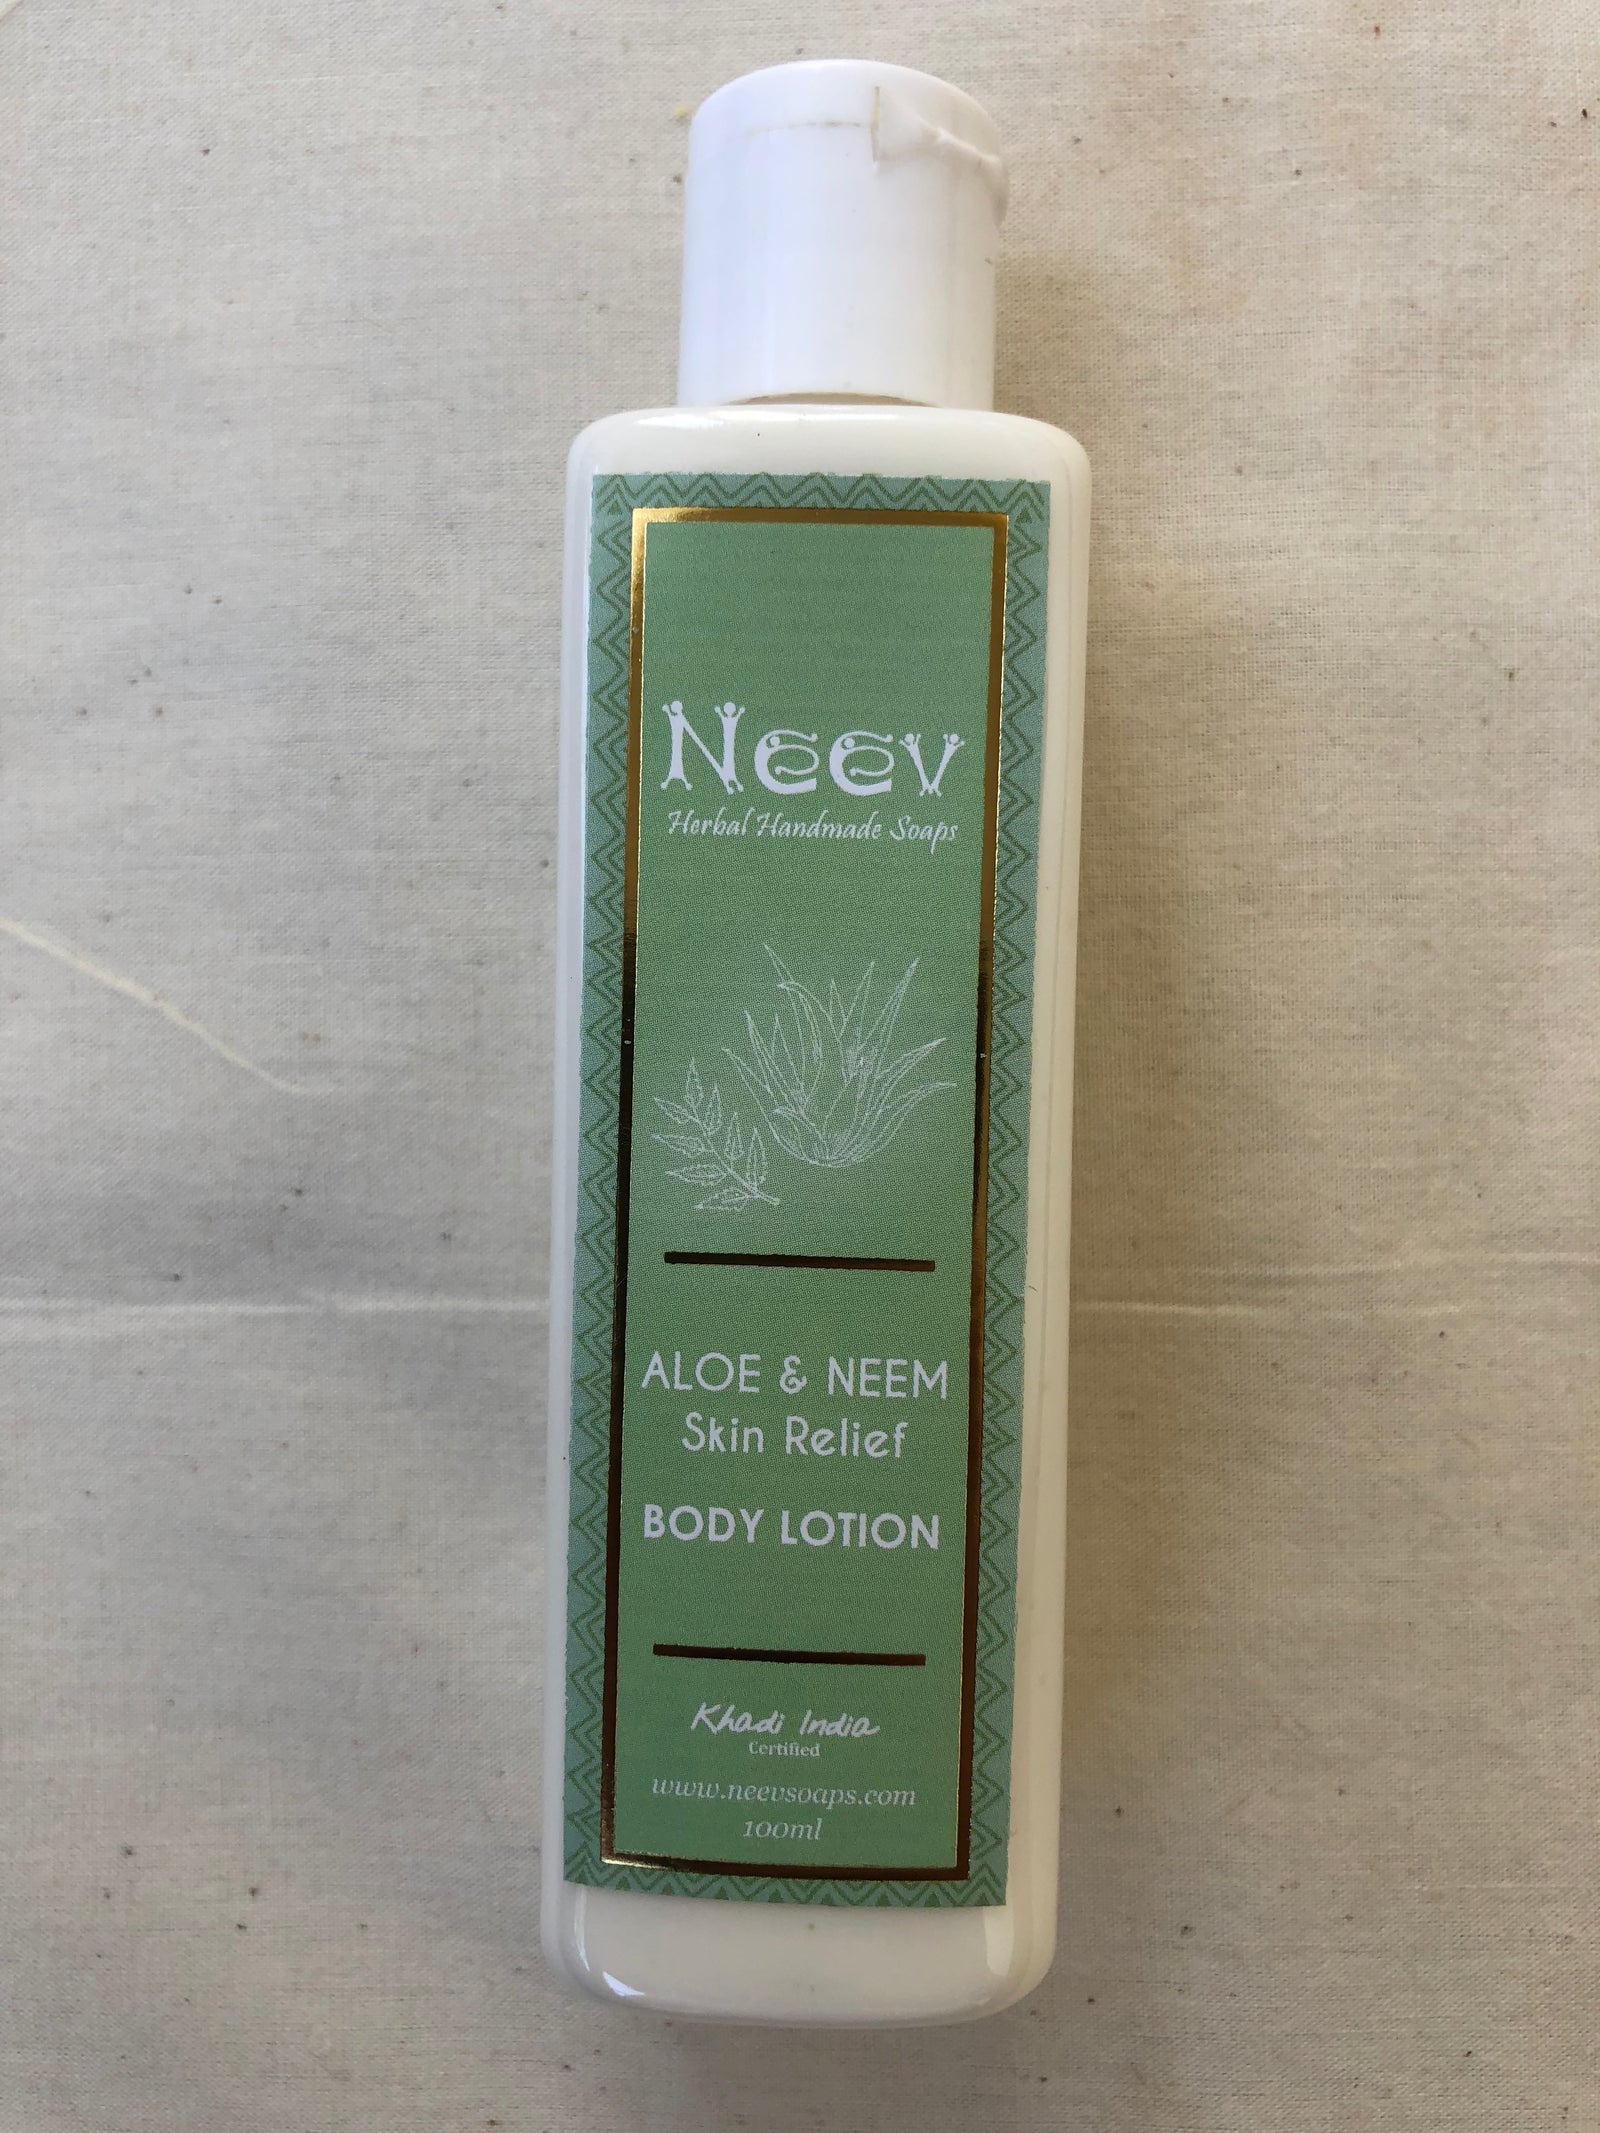 Neev
Herbal Handmade Soaps
ALOE & NEEM
Skin Relief
BODY LOTION
Khadi India
Certified
www.neevsoaps.com
100ml